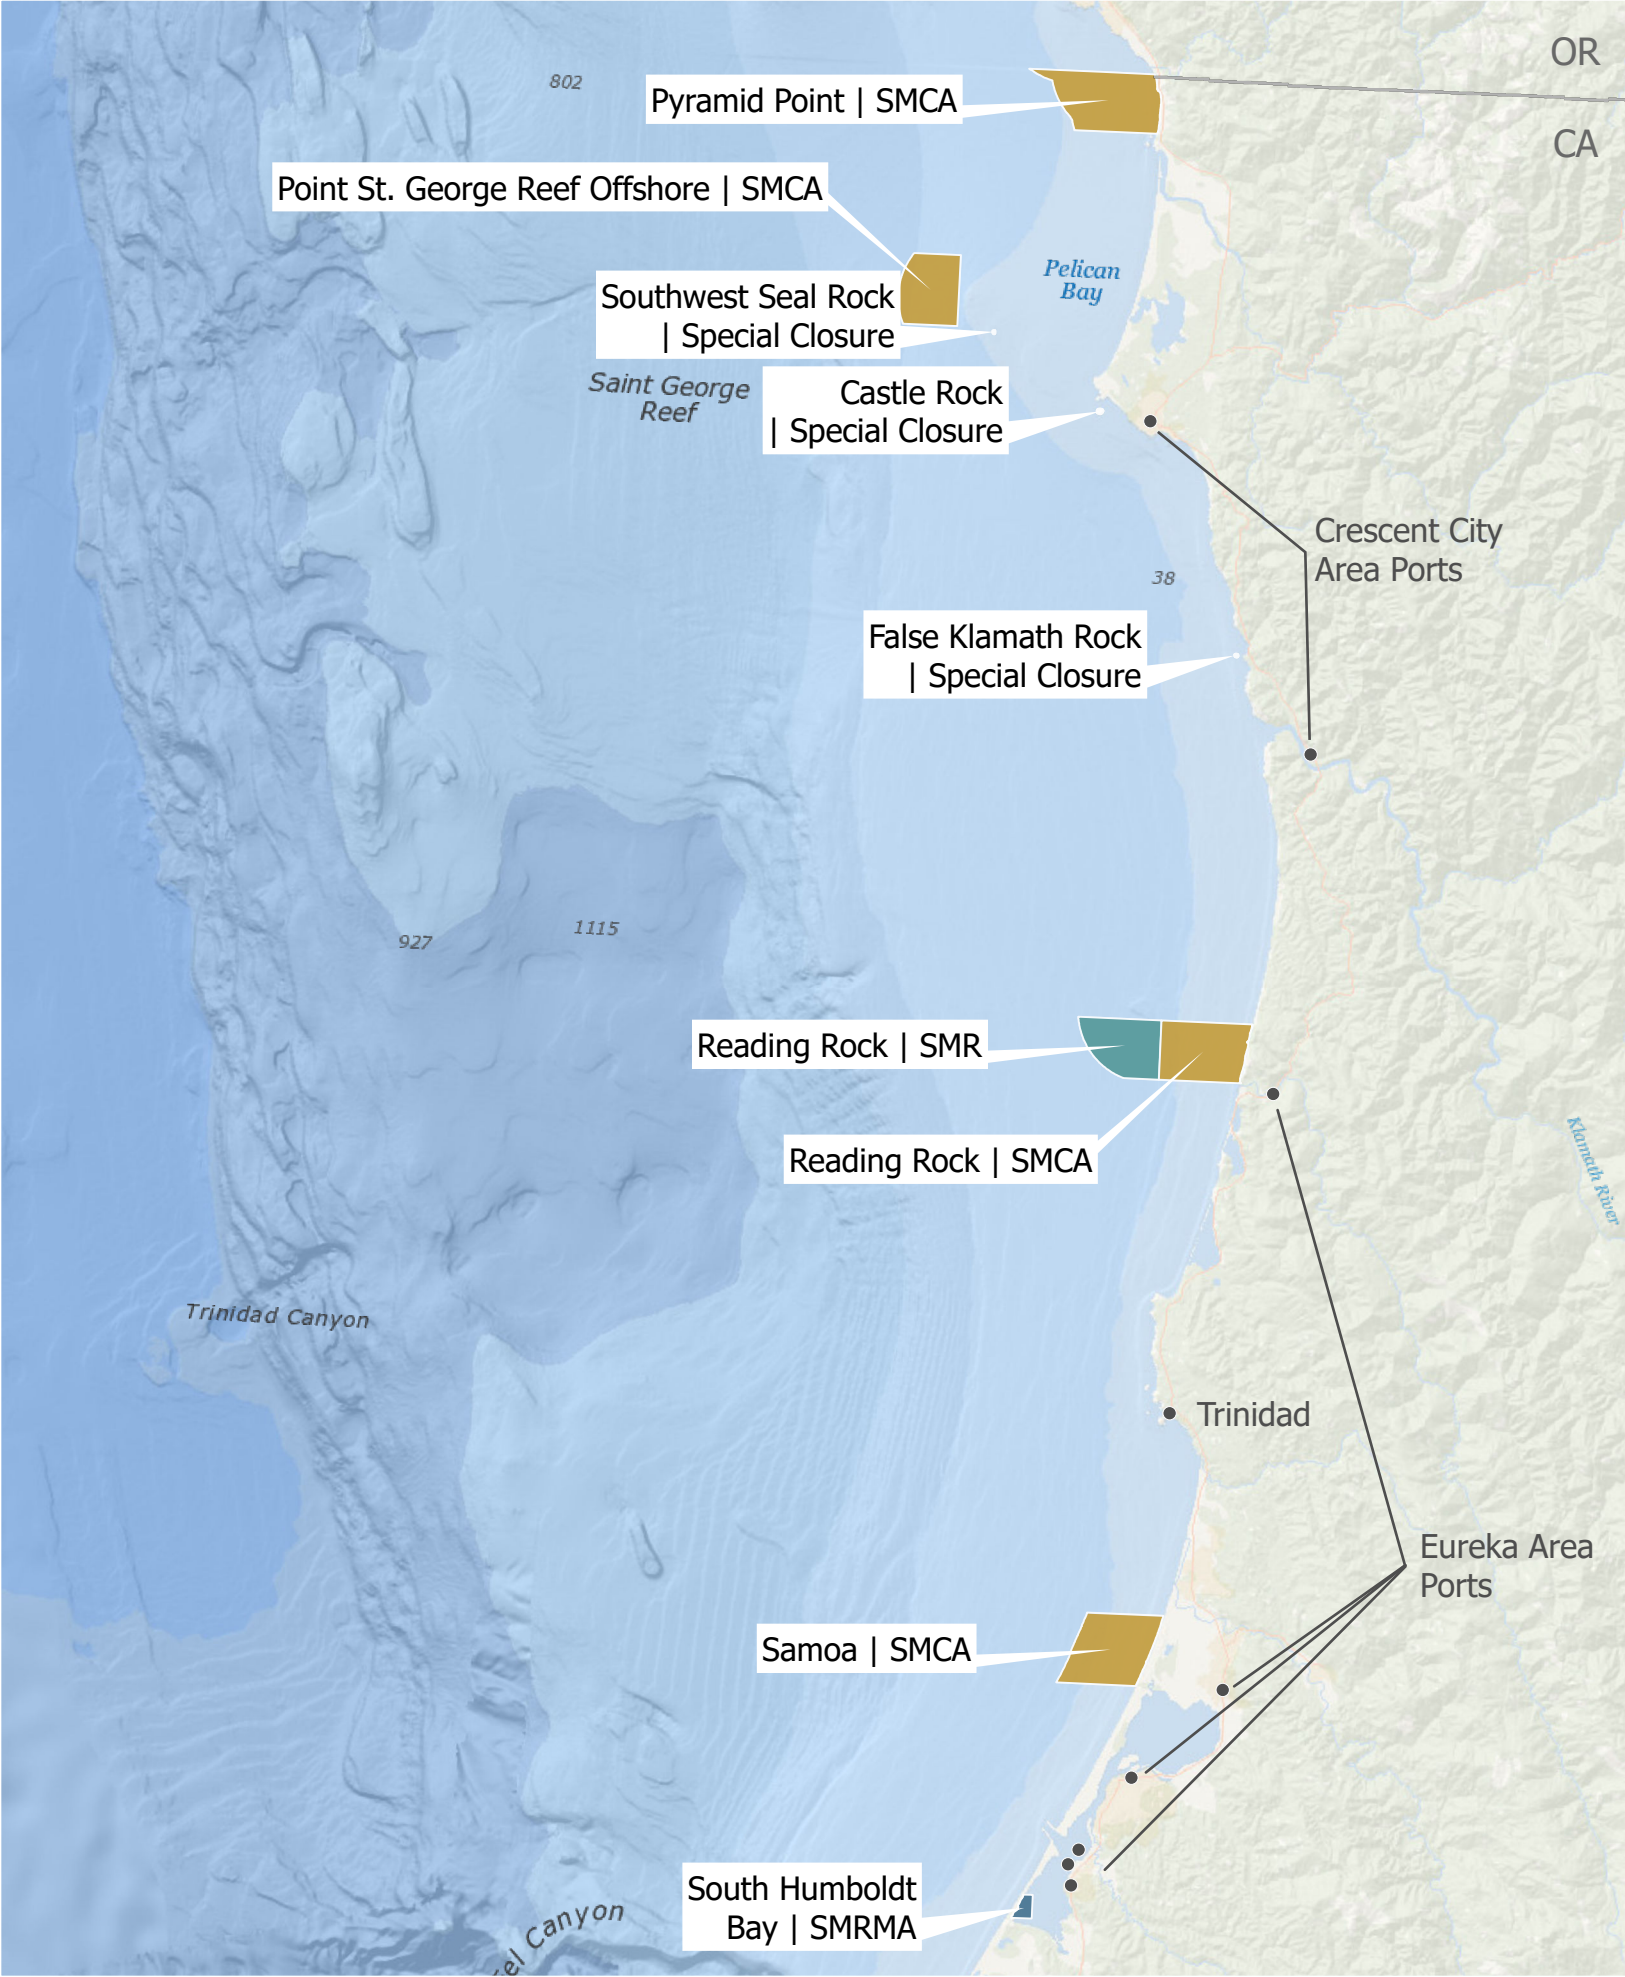 OR
802
Pyramid Point | SMCA
CA
Point St. George Reef Offshore | SMCA
Pelican
Bay
Southwest Seal Rock
| Special Closure
Saint George
Reef
Castle Rock
| Special Closure
Crescent City
Area Ports
38
False Klamath Rock
| Special Closure
927
1115
Reading Rock | SMR
Reading Rock | SMCA
Klamath River
Trinidad Canyon
Trinidad
Eureka Area
Ports
Samoa | SMCA
South Humboldt
Bay | SMRMA
Canyon